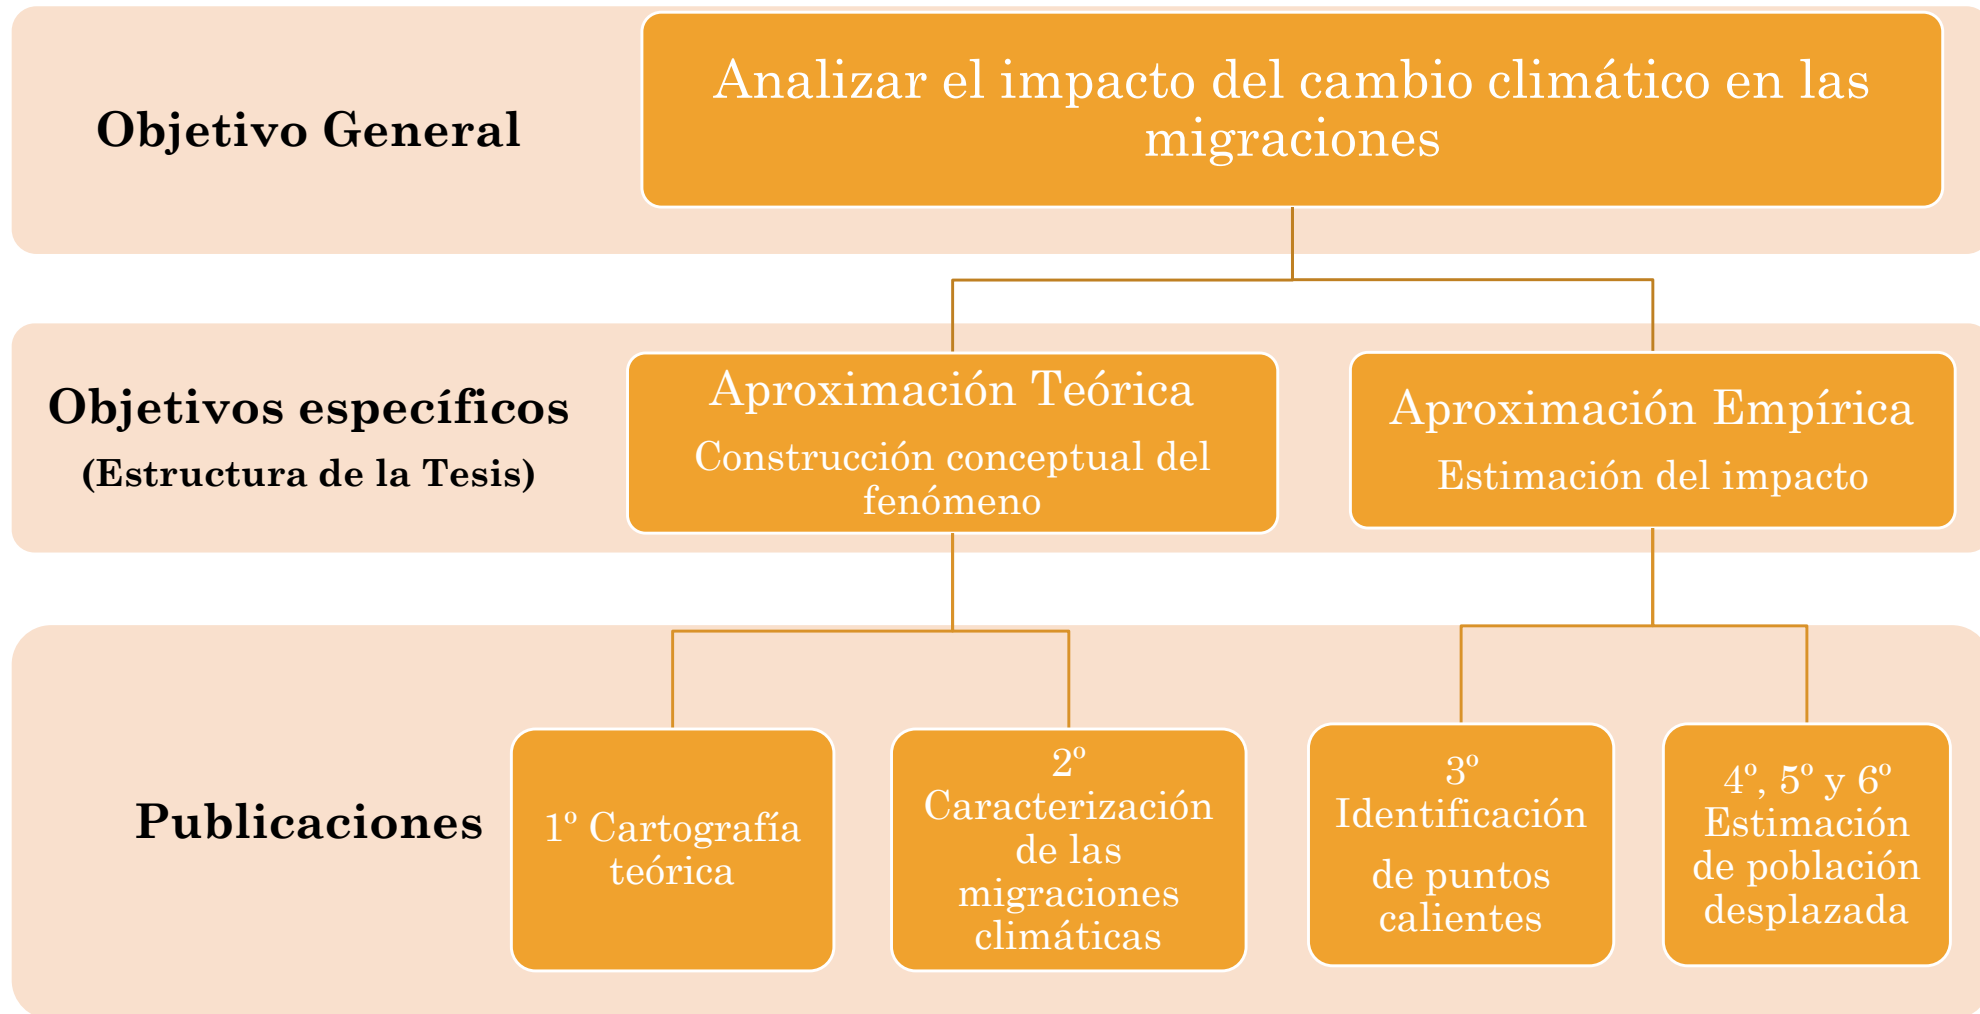 Objetivo General
Analizar el impacto del cambio climático en las
migraciones
Objetivos específicos
(Estructura de la Tesis)
Aproximación Teórica
Construcción conceptual del
fenómeno
Aproximación Empírica
Estimación del impacto
Publicaciones
1º Cartografía
teórica
2º
Caracterización
de las
migraciones
climáticas
3º
Identificación
de puntos
calientes
4º, 5º y 6º
Estimación
de población
desplazada